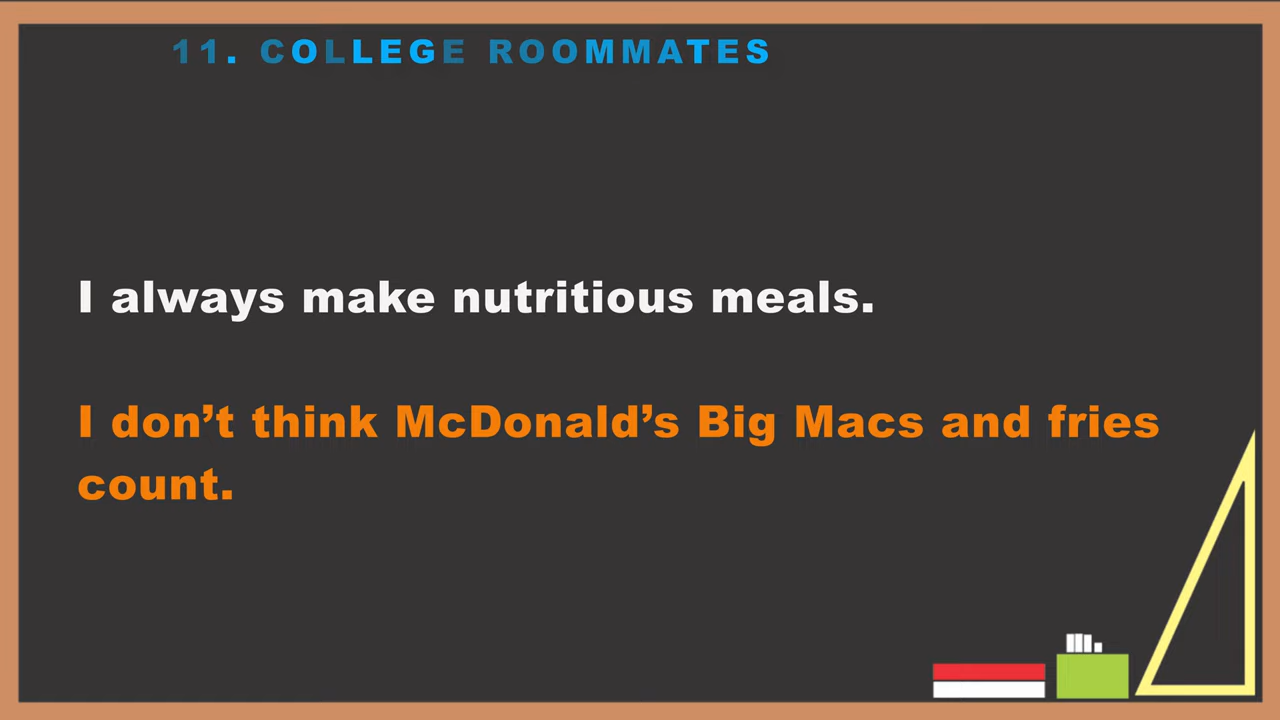 11. COLLEGE ROOMMATES
I always make nutritious meals.
I don’t think McDonald’s Big Macs and fries
count.